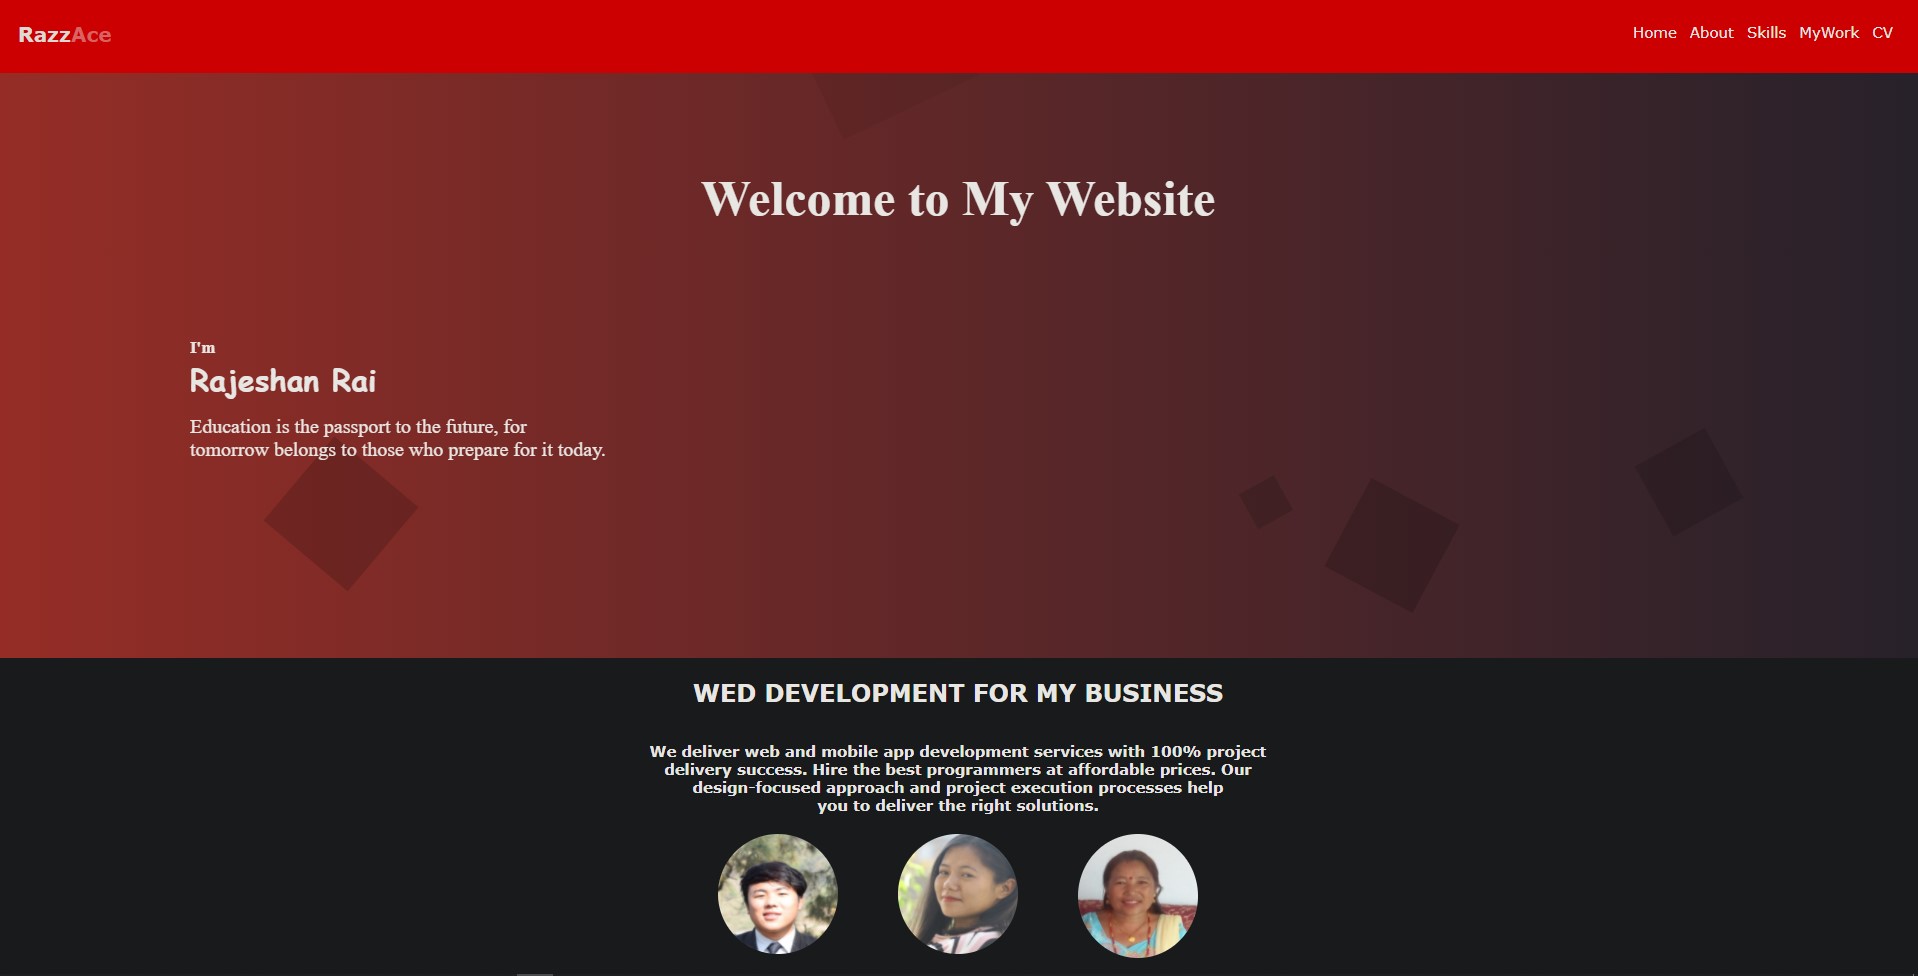 RazzAce
Home About Skills MyWork CV
Welcome to My Website
I'm
Rajeshan Rai
Education is the passport to the future, for
tomorrow belongs to those who prepare for it today.
WED DEVELOPMENT FOR MY BUSINESS
We deliver web and mobile app development services with 100% project
delivery success. Hire the best programmers at affordable prices. Our
design-focused approach and project execution processes help
you to deliver the right solutions.